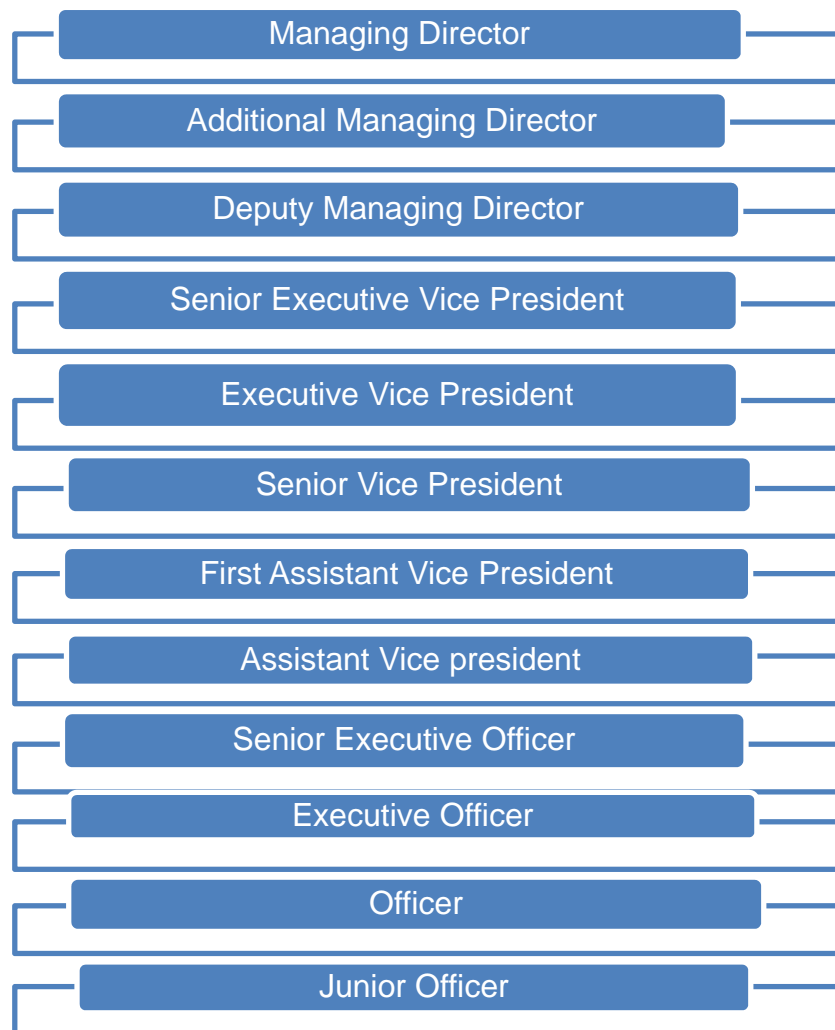 Managing Director
Additional Managing Director
Deputy Managing Director
Senior Executive Vice President
Executive Vice President
Senior Vice President
First Assistant Vice President
Assistant Vice president
Senior Executive Officer
Executive Officer
Officer
Junior Officer